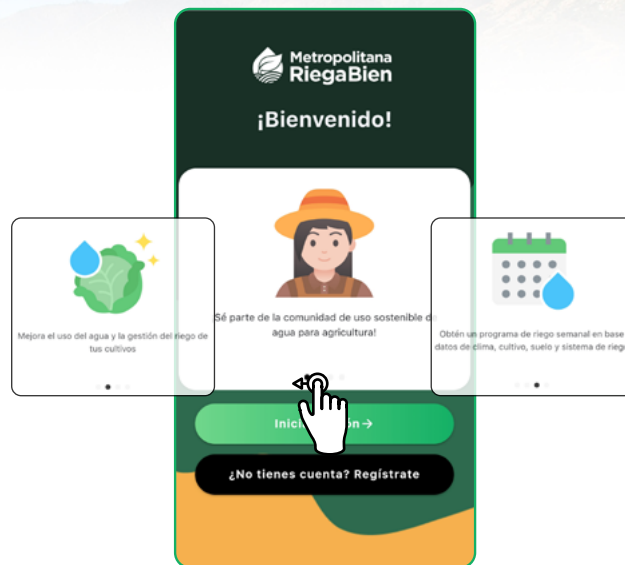 Metropolitana
RiegaBien
¡Bienvenido!
Mejora el uso del agua y la gestión del riego de
tus cultivos
Sé parte de la comunidad de uso sostenible de
agua para agricultura!
Obtén un programa de riego semanal en base
datos de clima, cultivo, suelo y sistema de riego
¿No tienes cuenta? Regístrate